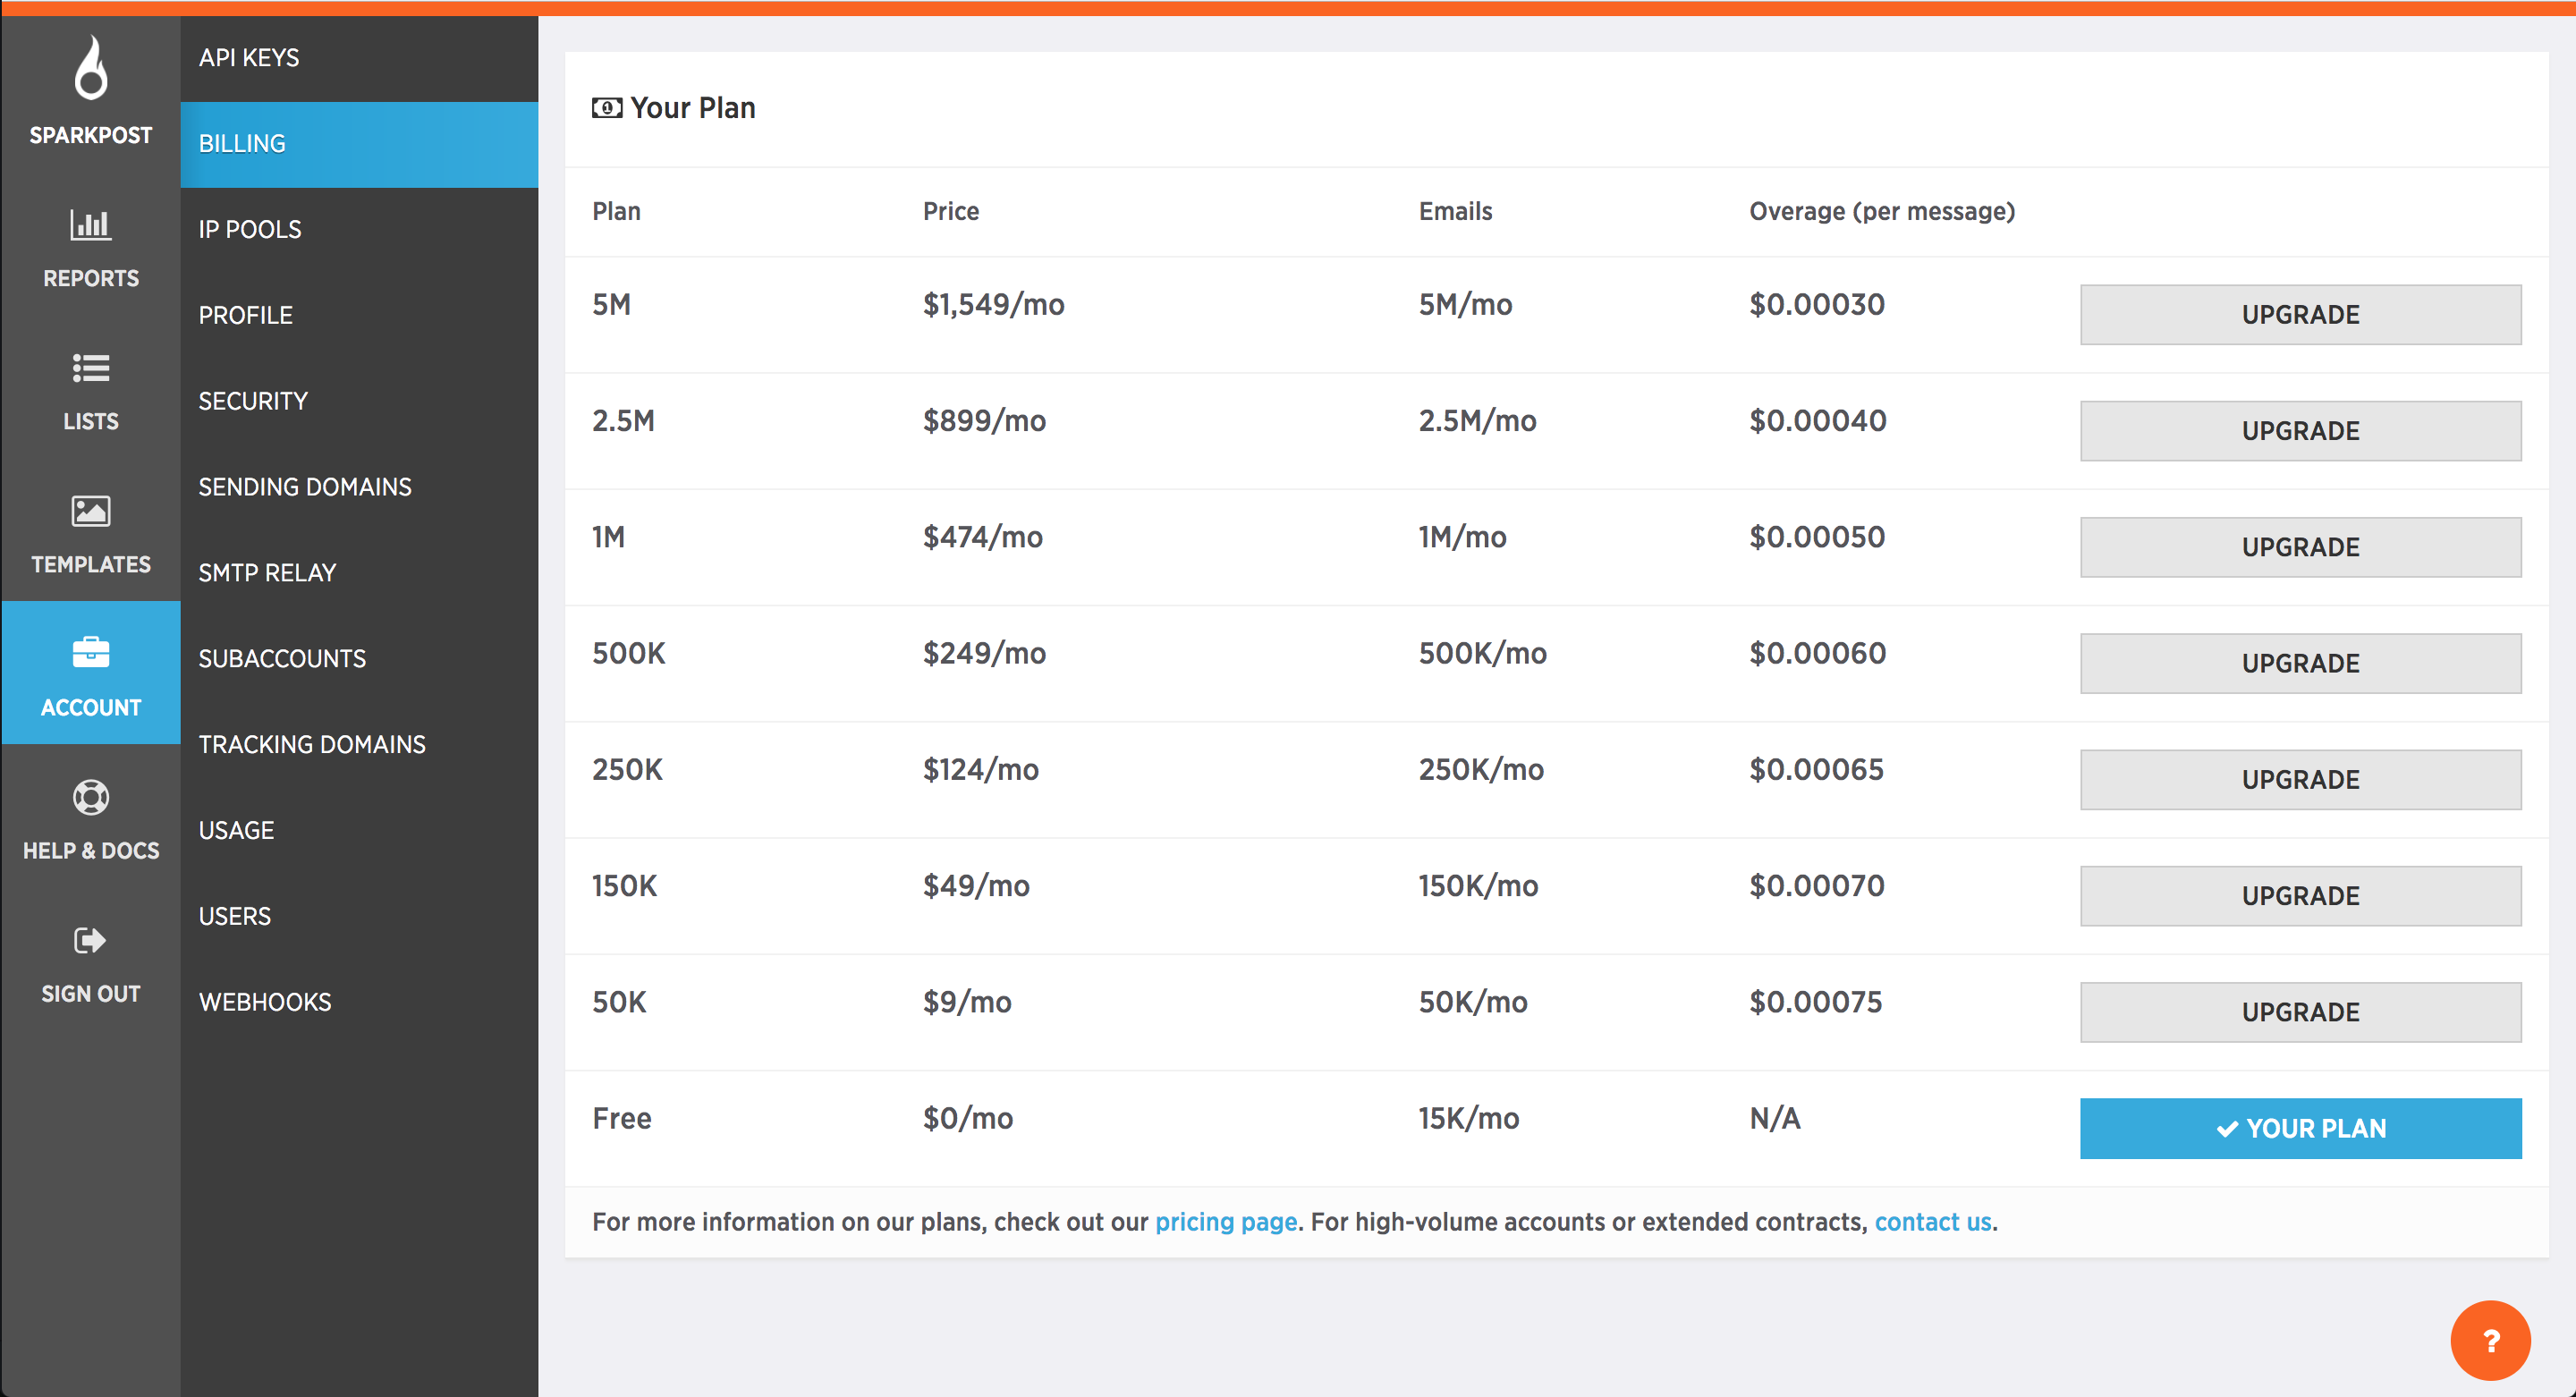 SPARKPOST
REPORTS
LISTS
TEMPLATES
ACCOUNT
HELP & DOCS
SIGN OUT
API KEYS
BILLING
IP POOLS
PROFILE
SECURITY
SENDING DOMAINS
SMTP RELAY
SUBACCOUNTS
TRACKING DOMAINS
USAGE
USERS
WEBHOOKS
1 Your Plan
Plan Price Emails Overage (per message)
5M $1,549/mo 5M/mo $0.00030 UPGRADE
2.5M $899/mo 2.5M/mo $0.00040 UPGRADE
1M $474/mo 1M/mo $0.00050 UPGRADE
500K $249/mo 500K/mo $0.00060 UPGRADE
250K $124/mo 250K/mo $0.00065 UPGRADE
150K $49/mo 150K/mo $0.00070 UPGRADE
50K $9/mo 50K/mo $0.00075 UPGRADE
Free $0/mo 15K/mo N/A ✔ YOUR PLAN
For more information on our plans, check out our pricing page. For high-volume accounts or extended contracts, contact us.
?